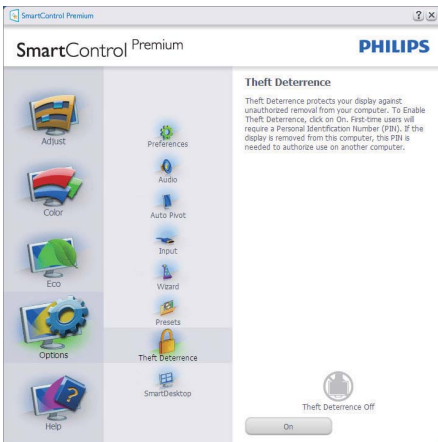 SmartControl Premium
? X
SmartControl Premium
PHILIPS
Adjust
Color
Eco
Options
Help
Preferences
Audio
Auto Pivot
Input
Wizard
Presets
Theft Deterrence
SmartDesktop
Theft Deterrence
Theft Deterrence protects your display against
unauthorized removal from your computer. To Enable
Theft Deterrence, click on On. First-time users will
require a Personal Identification Number (PIN). If the
display is removed from this computer, this PIN is
needed to authorize use on another computer.
Theft Deterrence Off
On